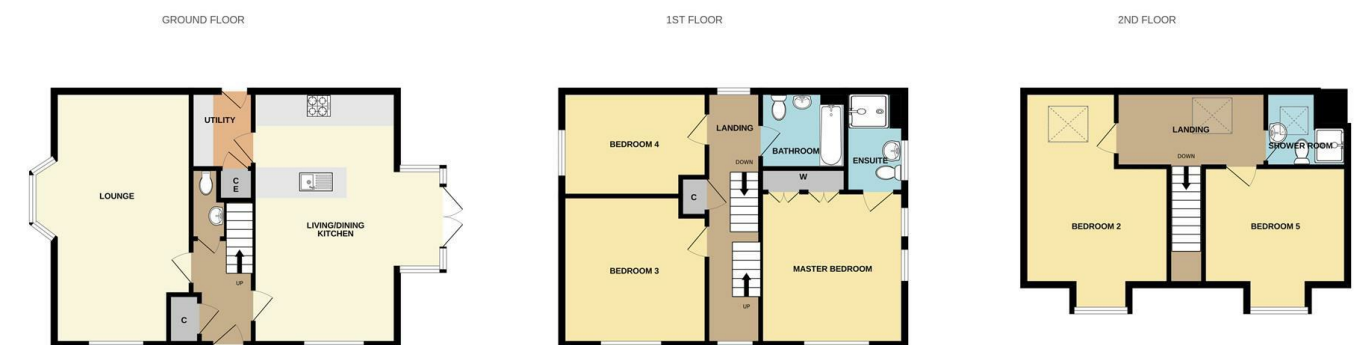 GROUND FLOOR
1ST FLOOR
2ND FLOOR
UTILITY
C
E
LOUNGE
LIVING/DINING
KITCHEN
UP
C
BEDROOM 4
LANDING
BATHROOM
ENSUITE
DOWN
W
C
BEDROOM 3
MASTER BEDROOM
UP
LANDING
SHOWER ROOM
DOWN
BEDROOM 2
BEDROOM 5